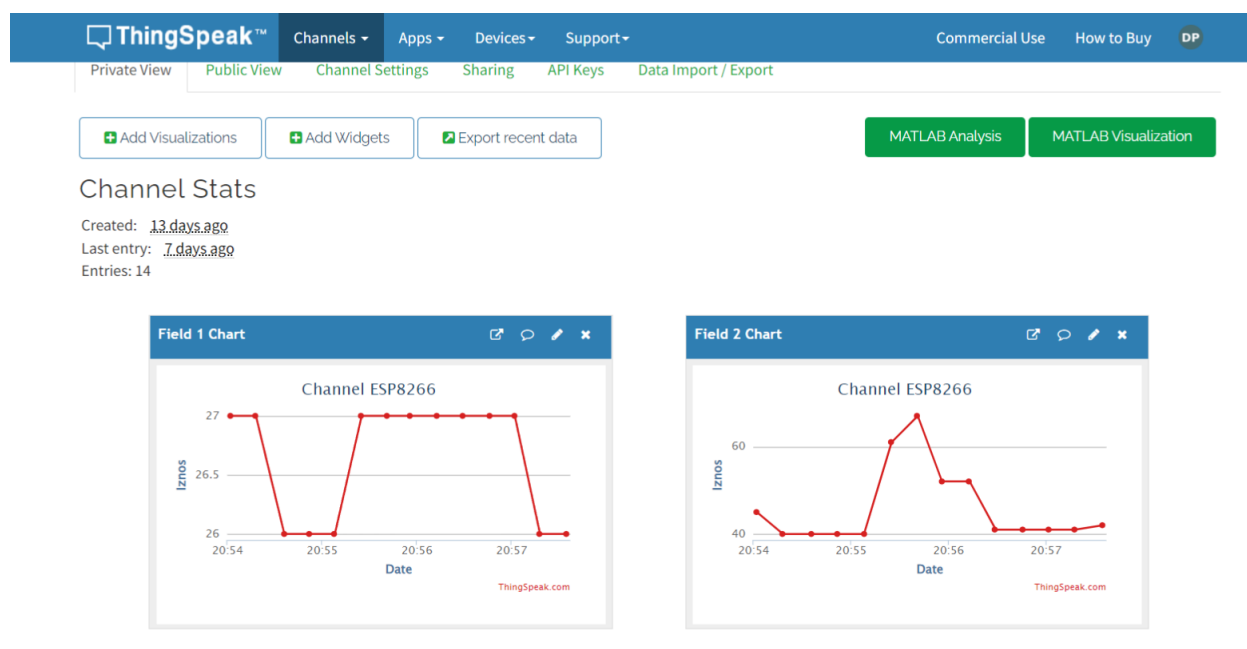 ThingSpeak™ Channels Apps Devices Support Commercial Use How to Buy DP
Private View Public View Channel Settings Sharing API Keys Data Import / Export
Add Visualizations Add Widgets Export recent data MATLAB Analysis MATLAB Visualization
Channel Stats
Created: 13 days ago
Last entry: 7 days ago
Entries: 14
Field 1 Chart
Channel ESP8266
Iznos
27
26.5
26
20:54 20:55 20:56 20:57
Date
ThingSpeak.com
Field 2 Chart
Channel ESP8266
Iznos
60
40
20:54 20:55 20:56 20:57
Date
ThingSpeak.com